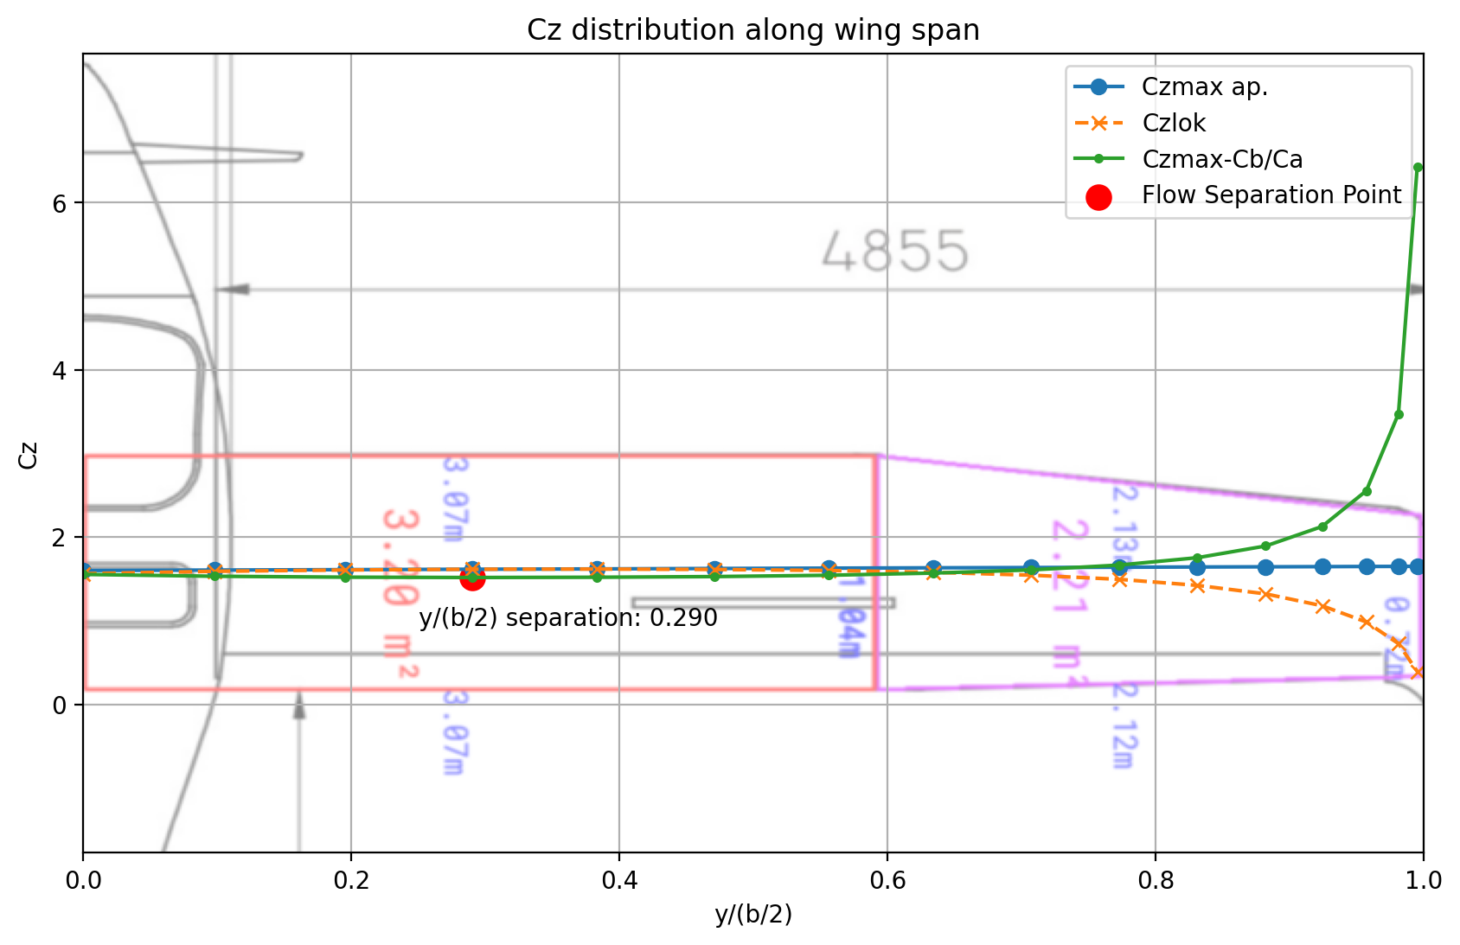 Cz distribution along wing span
Czmax ap.
Czlok
Czmax-Cb/Ca
Flow Separation Point
4855
Cz
6
4
2
0
3.07m
3.20 m²
3.07m
1.04m
2.13m
2.21 m²
2.12m
0.72m
y/(b/2) separation: 0.290
0.0 0.2 0.4 0.6 0.8 1.0
y/(b/2)